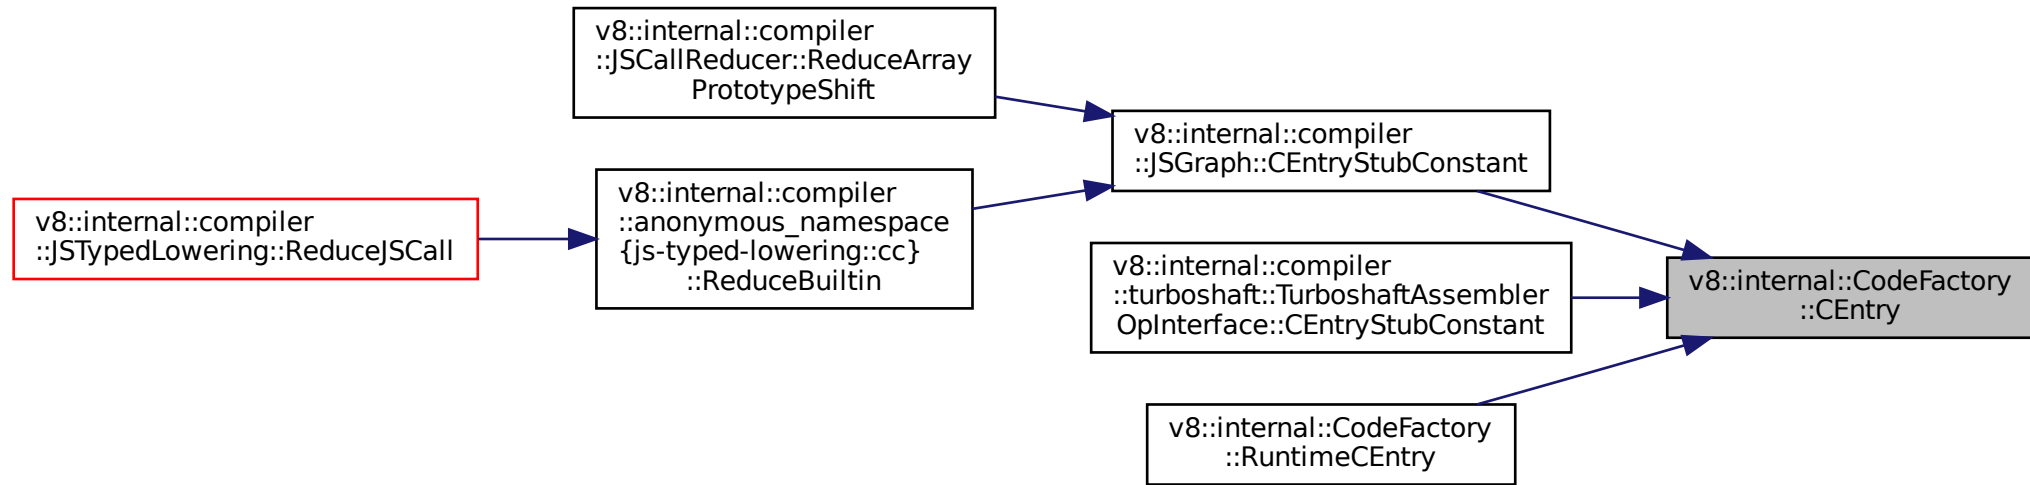 v8::internal::compiler
::JSCallReducer::ReduceArray
PrototypeShift
v8::internal::compiler
::JSGraph::CEntryStubConstant
v8::internal::compiler
::anonymous_namespace
{js-typed-lowering::cc}
::ReduceBuiltin
v8::internal::compiler
::JSTypedLowering::ReduceJSCall
v8::internal::compiler
::turboshaft::TurboshaftAssembler
OpInterface::CEntryStubConstant
v8::internal::CodeFactory
::CEntry
v8::internal::CodeFactory
::RuntimeCEntry